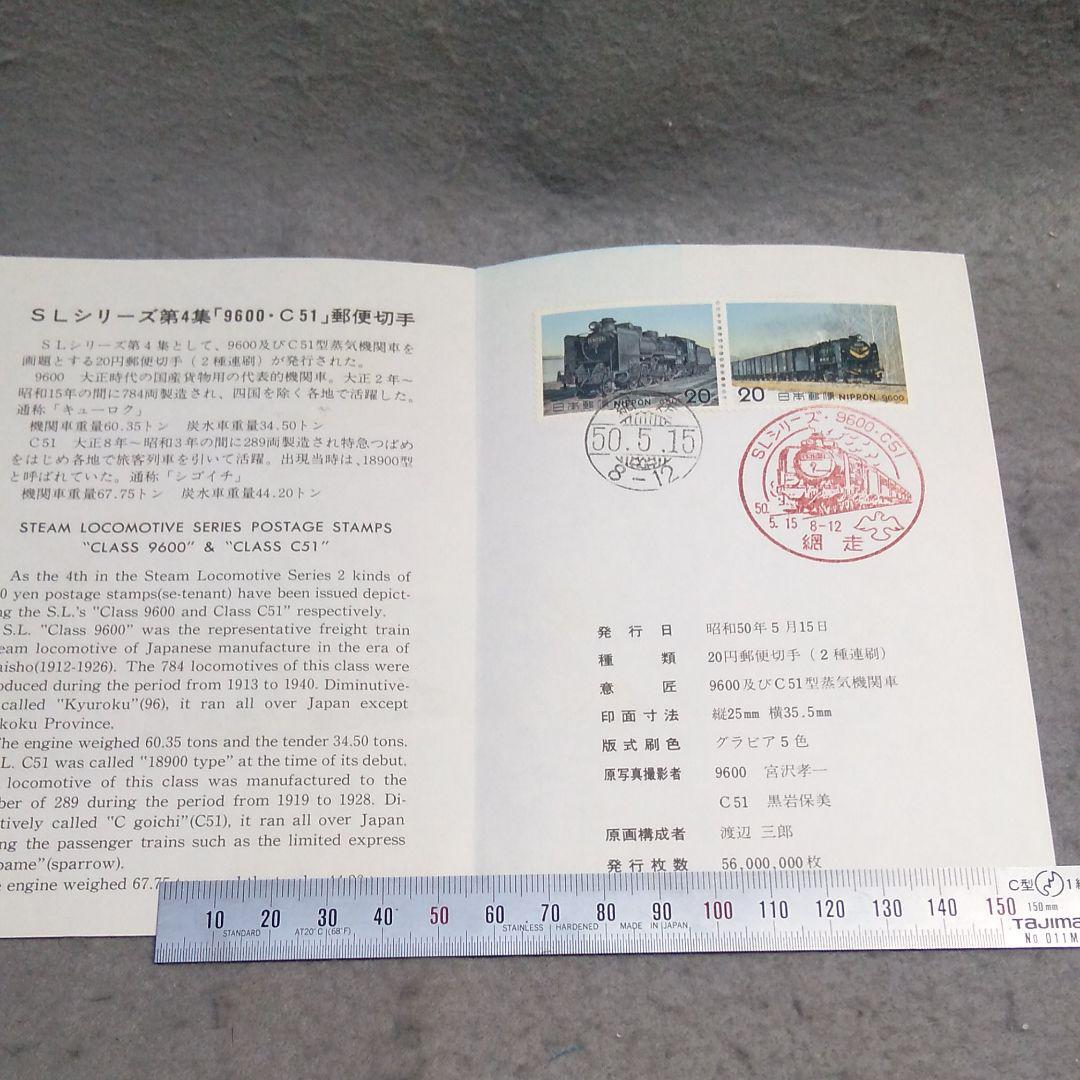 SLシリーズ第4集「9600・C51」郵便切手
SLシリーズ第4集として、9600及びC51型蒸気機関車を
画題とする20円郵便切手(2種連刷)が発行された。
9600 大正時代の国産貨物用の代表的機関車。大正2年～
昭和15年の間に784両製造され、四国を除く各地で活躍した。
通称「キューロク」
機関車重量60.35トン 炭水車重量34.50トン
C51 大正8年～昭和3年の間に289両製造され特急つばめ
をはじめ各地で旅客列車を引いて活躍。出現当時は、18900型
と呼ばれていた。通称「シゴイチ」
機関車重量67.75トン 炭水車重量44.20トン
STEAM LOCOMOTIVE SERIES POSTAGE STAMPS
"CLASS 9600" & "CLASS C51"
As the 4th in the Steam Locomotive Series 2 kinds of
0 yen postage stamps(se-tenant) have been issued depict-
ng the S.L.'s "Class 9600 and Class C51" respectively.
S.L. "Class 9600" was the representative freight train
eam locomotive of Japanese manufacture in the era of
aisho(1912-1926). The 784 locomotives of this class were
oduced during the period from 1913 to 1940. Diminutive-
called "Kyuroku"(96), it ran all over Japan except
koku Province.
he engine weighed 60.35 tons and the tender 34.50 tons.
L. C51 was called "18900 type" at the time of its debut.
locomotive of this class was manufactured to the
ber of 289 during the period from 1919 to 1928. Di-
tively called "C goichi"(C51), it ran all over Japan
ng the passenger trains such as the limited express
bame"(sparrow).
e engine weighed 67.75
日本郵便 NIPPON 20
20 日本郵便 NIPPON 9600
50.5.15
8-12
SLシリーズ・9600・C51
50.
5.15 8-12
網走
発行日 昭和50年5月15日
種類 20円郵便切手(2種連刷)
意匠 9600及びC51型蒸気機関車
印面寸法 縦25mm 横35.5mm
版式刷色 グラビア5色
原写真撮影者 9600 宮沢孝一
C51 黒岩保美
原画構成者 渡辺三郎
発行枚数 56,000,000枚
10 20 30 40 50 60 70 80 90 100 110 120 130 140 150
STANDARD AT20°C(68°F) STAINLESS HARDENED MADE IN JAPAN
C型 1級
150mm
Tajima
No 011M